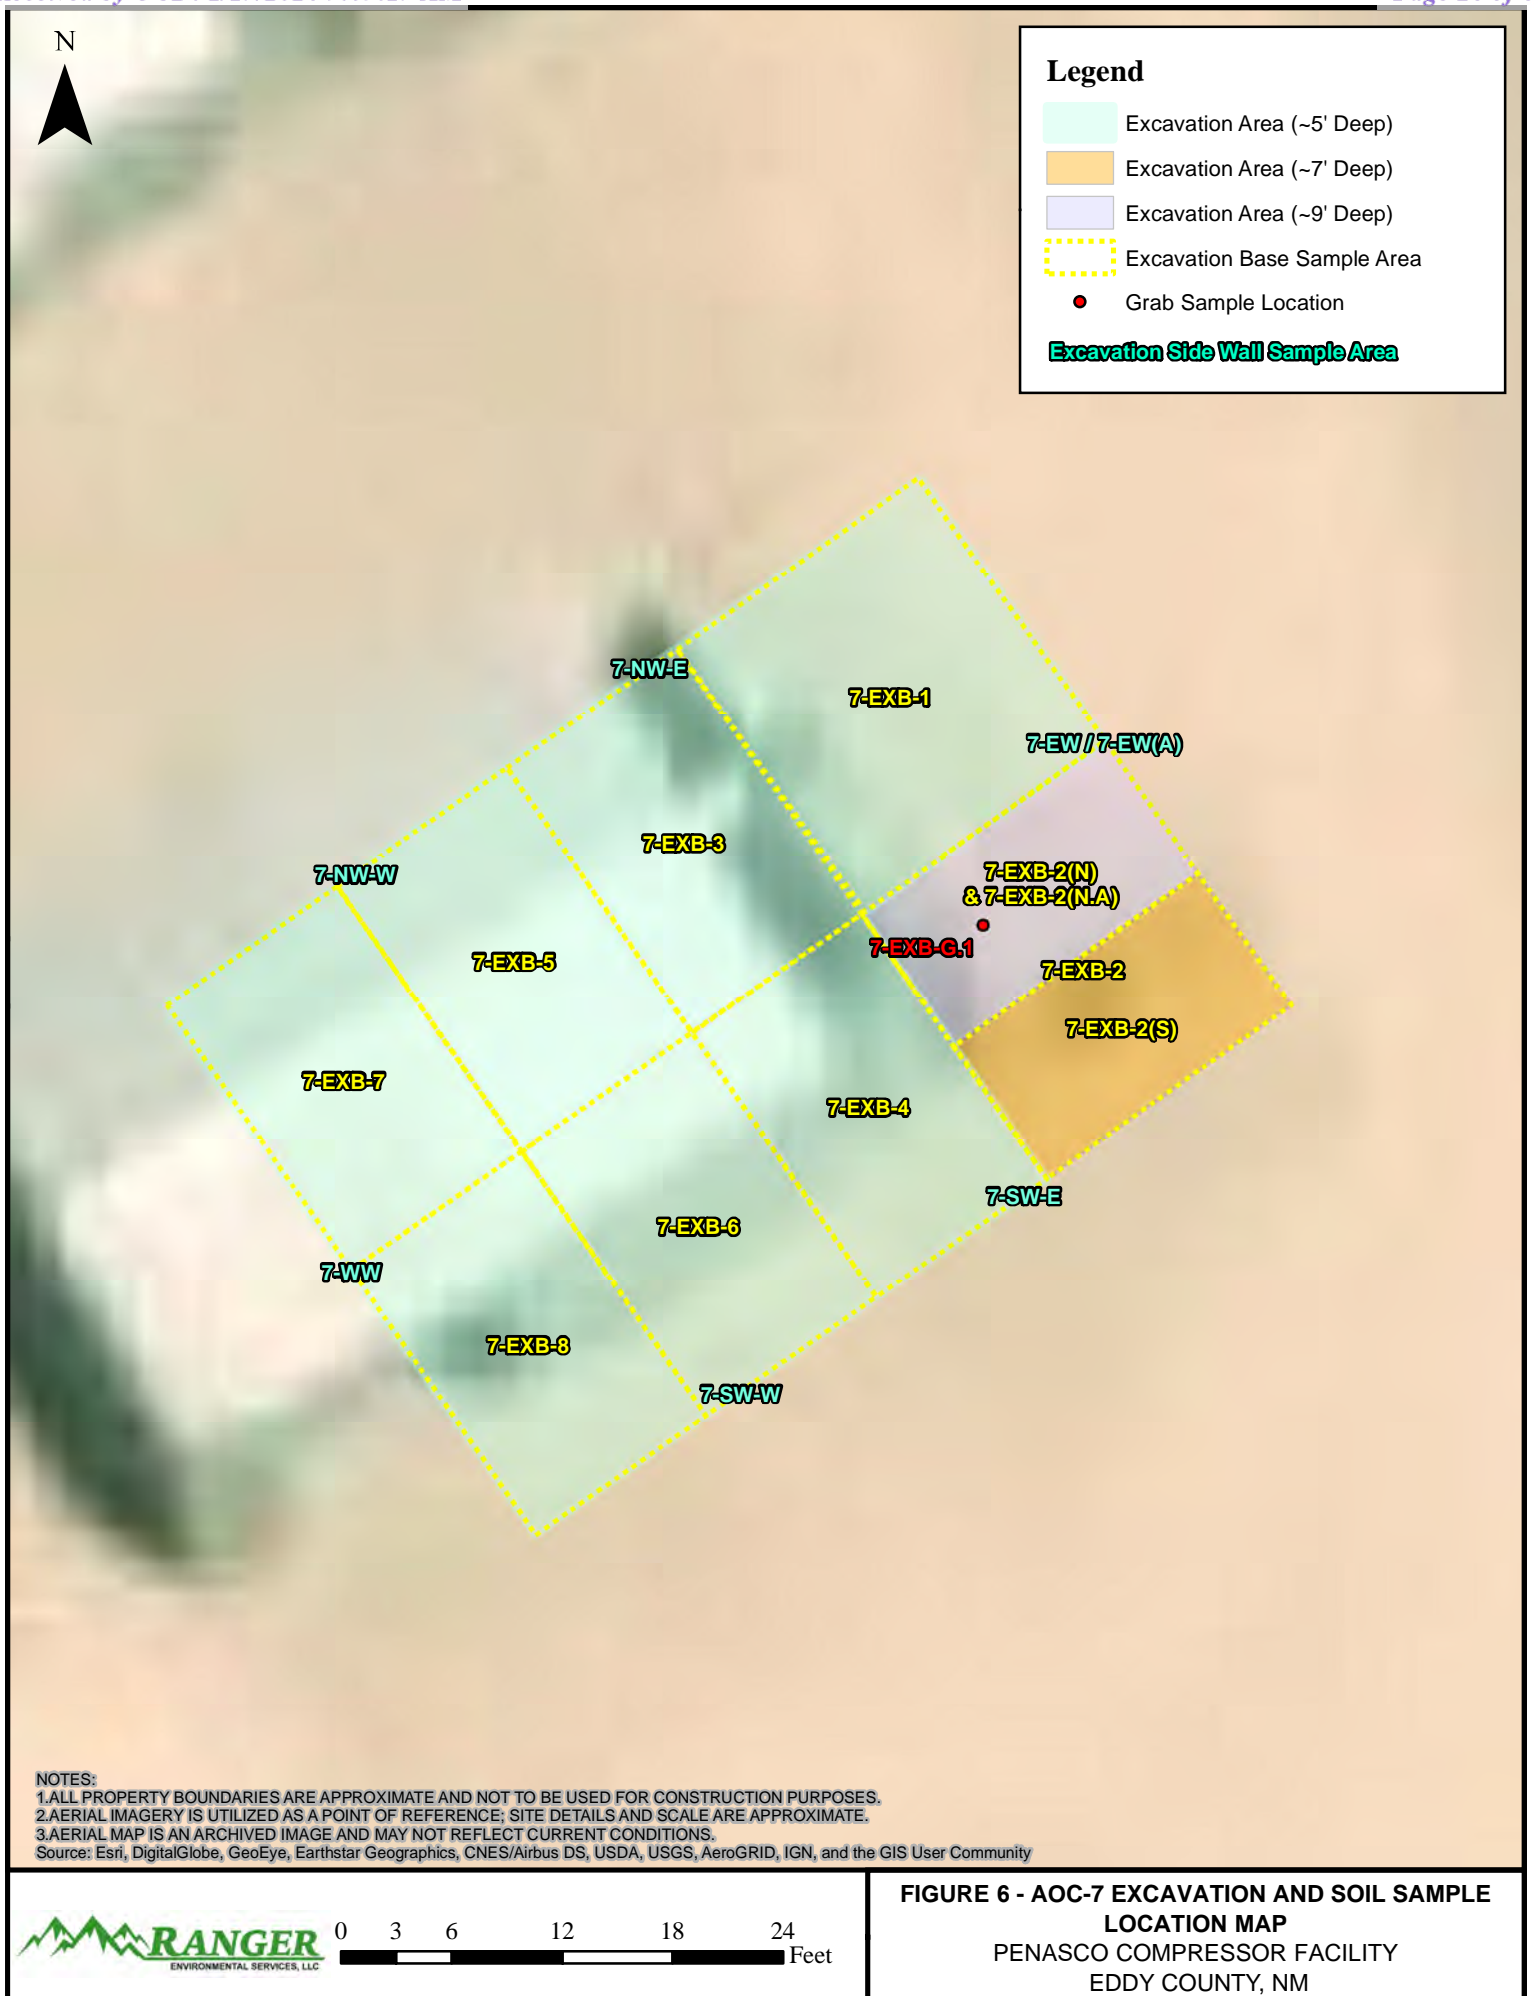 N
Legend
Excavation Area (~5' Deep)
Excavation Area (~7' Deep)
Excavation Area (~9' Deep)
Excavation Base Sample Area
Grab Sample Location
Excavation Side Wall Sample Area
7-NW-E
7-EXB-1
7-EW / 7-EW(A)
7-EXB-3
7-NW-W
7-EXB-2(N)
& 7-EXB-2(N.A)
7-EXB-G.1
7-EXB-5
7-EXB-2
7-EXB-2(S)
7-EXB-7
7-EXB-4
7-SW-E
7-EXB-6
7-WW
7-EXB-8
7-SW-W
NOTES:
1.ALL PROPERTY BOUNDARIES ARE APPROXIMATE AND NOT TO BE USED FOR CONSTRUCTION PURPOSES.
2.AERIAL IMAGERY IS UTILIZED AS A POINT OF REFERENCE; SITE DETAILS AND SCALE ARE APPROXIMATE.
3.AERIAL MAP IS AN ARCHIVED IMAGE AND MAY NOT REFLECT CURRENT CONDITIONS.
Source: Esri, DigitalGlobe, GeoEye, Earthstar Geographics, CNES/Airbus DS, USDA, USGS, AeroGRID, IGN, and the GIS User Community
RANGER
ENVIRONMENTAL SERVICES, LLC
0 3 6 12 18 24
Feet
FIGURE 6 - AOC-7 EXCAVATION AND SOIL SAMPLE
LOCATION MAP
PENASCO COMPRESSOR FACILITY
EDDY COUNTY, NM